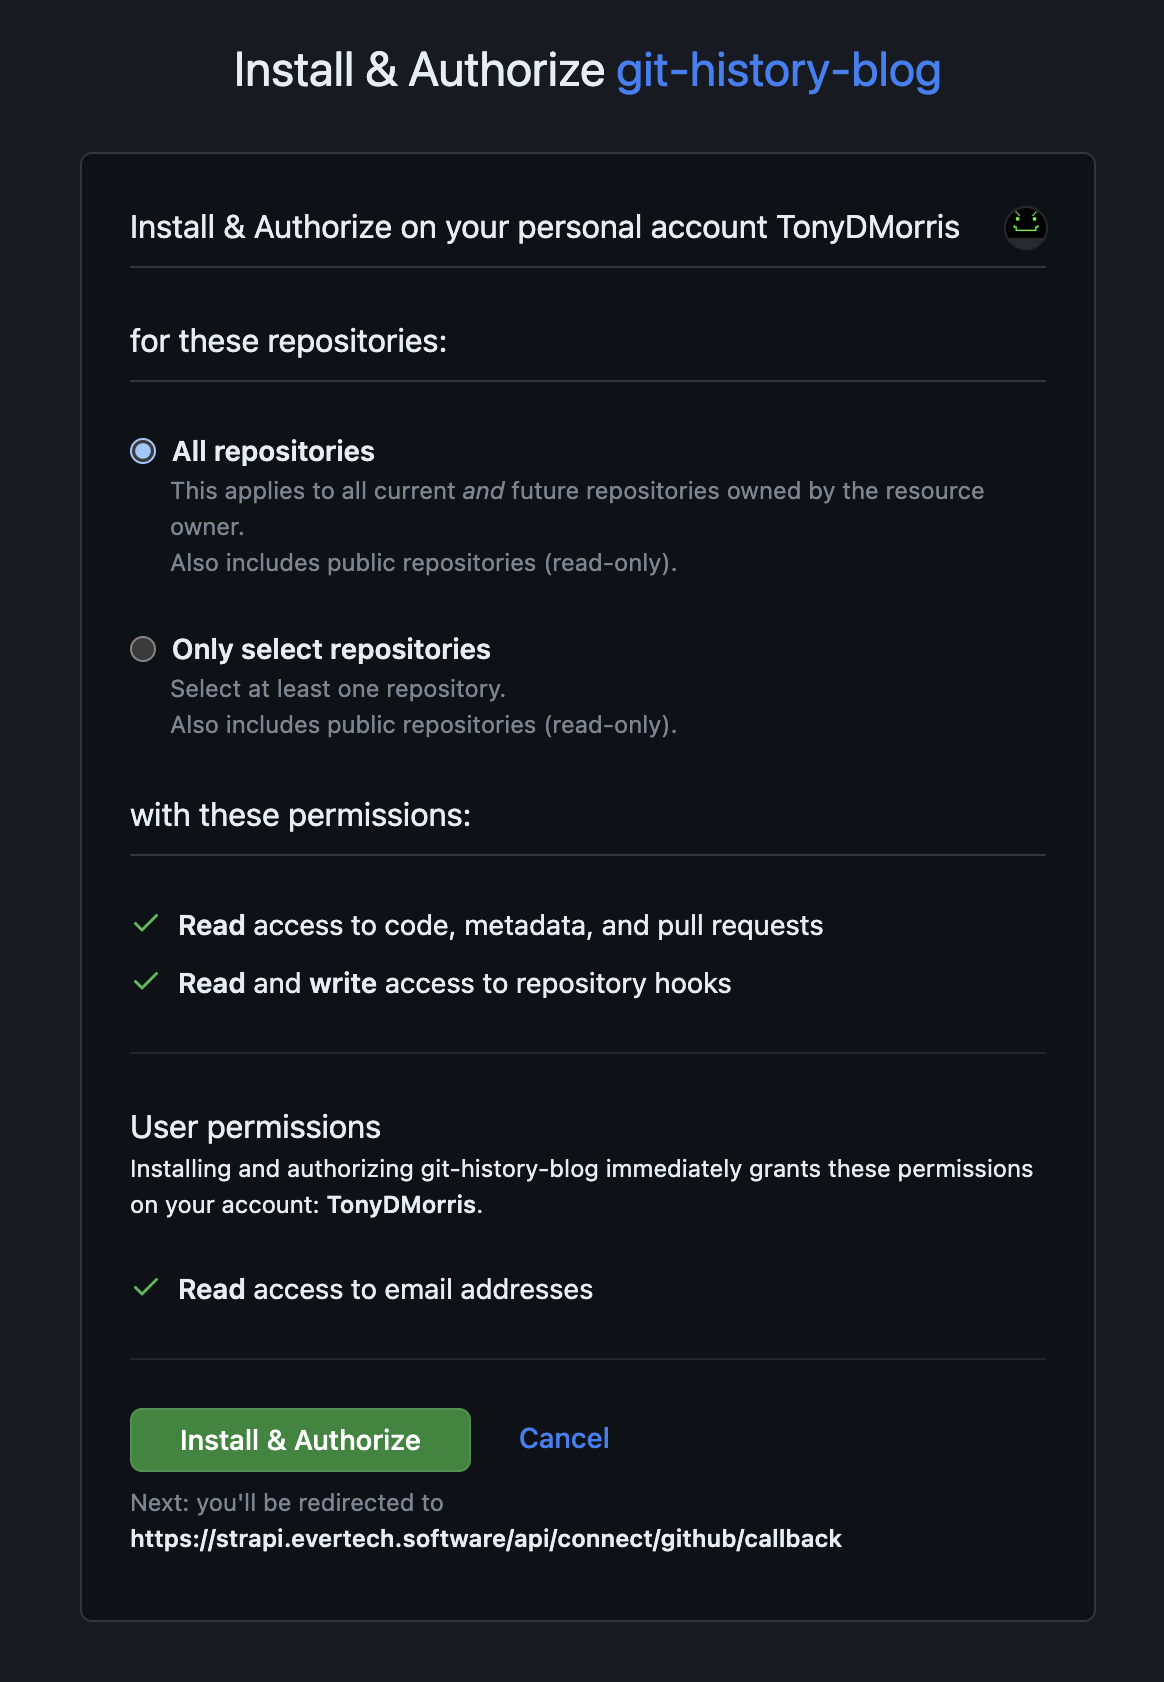 Install & Authorize git-history-blog
Install & Authorize on your personal account TonyDMorris
for these repositories:
All repositories
This applies to all current and future repositories owned by the resource
owner.
Also includes public repositories (read-only).
Only select repositories
Select at least one repository.
Also includes public repositories (read-only).
with these permissions:
Read access to code, metadata, and pull requests
Read and write access to repository hooks
User permissions
Installing and authorizing git-history-blog immediately grants these permissions
on your account: TonyDMorris.
Read access to email addresses
Install & Authorize Cancel
Next: you'll be redirected to
https://strapi.evertech.software/api/connect/github/callback